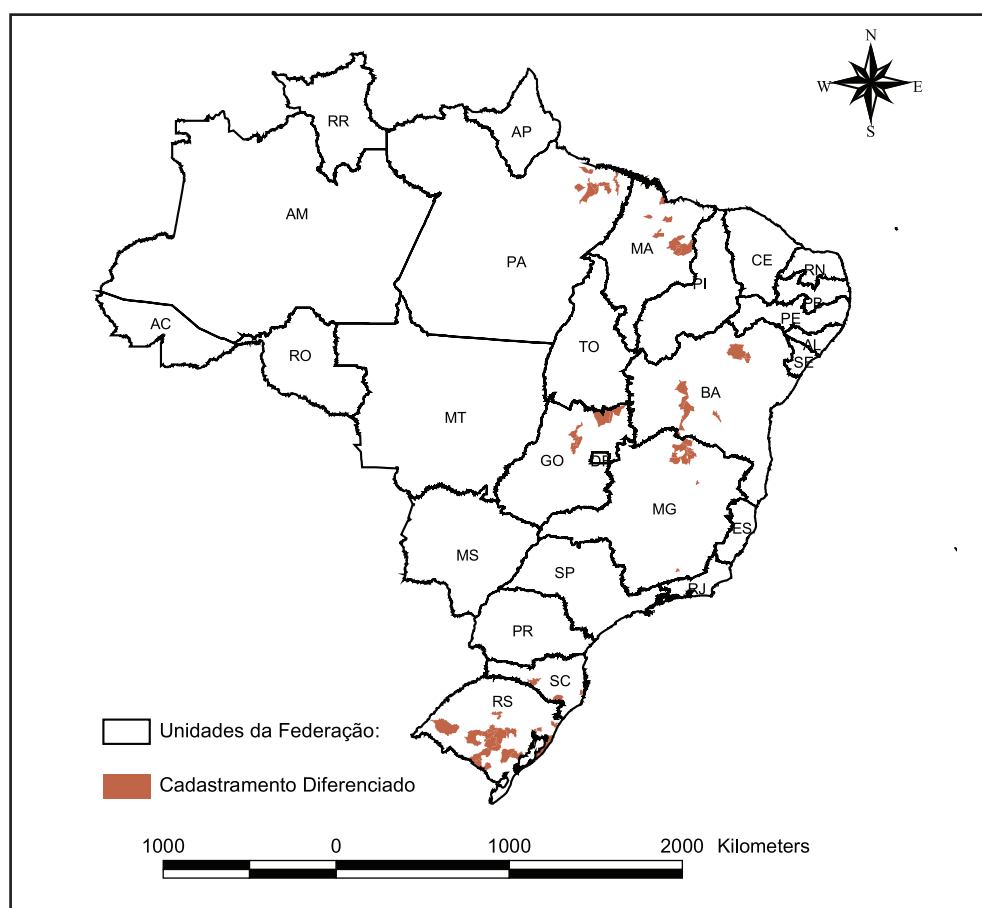 N
W E
S
RR
AP
AM
PA
MA
CE
RN
PI
PB
PE
AC
AL
SE
RO
TO
BA
MT
GO
DF
MG
ES
MS
SP
RJ
PR
SC
RS
Unidades da Federação:
Cadastramento Diferenciado
1000 0 1000 2000 Kilometers